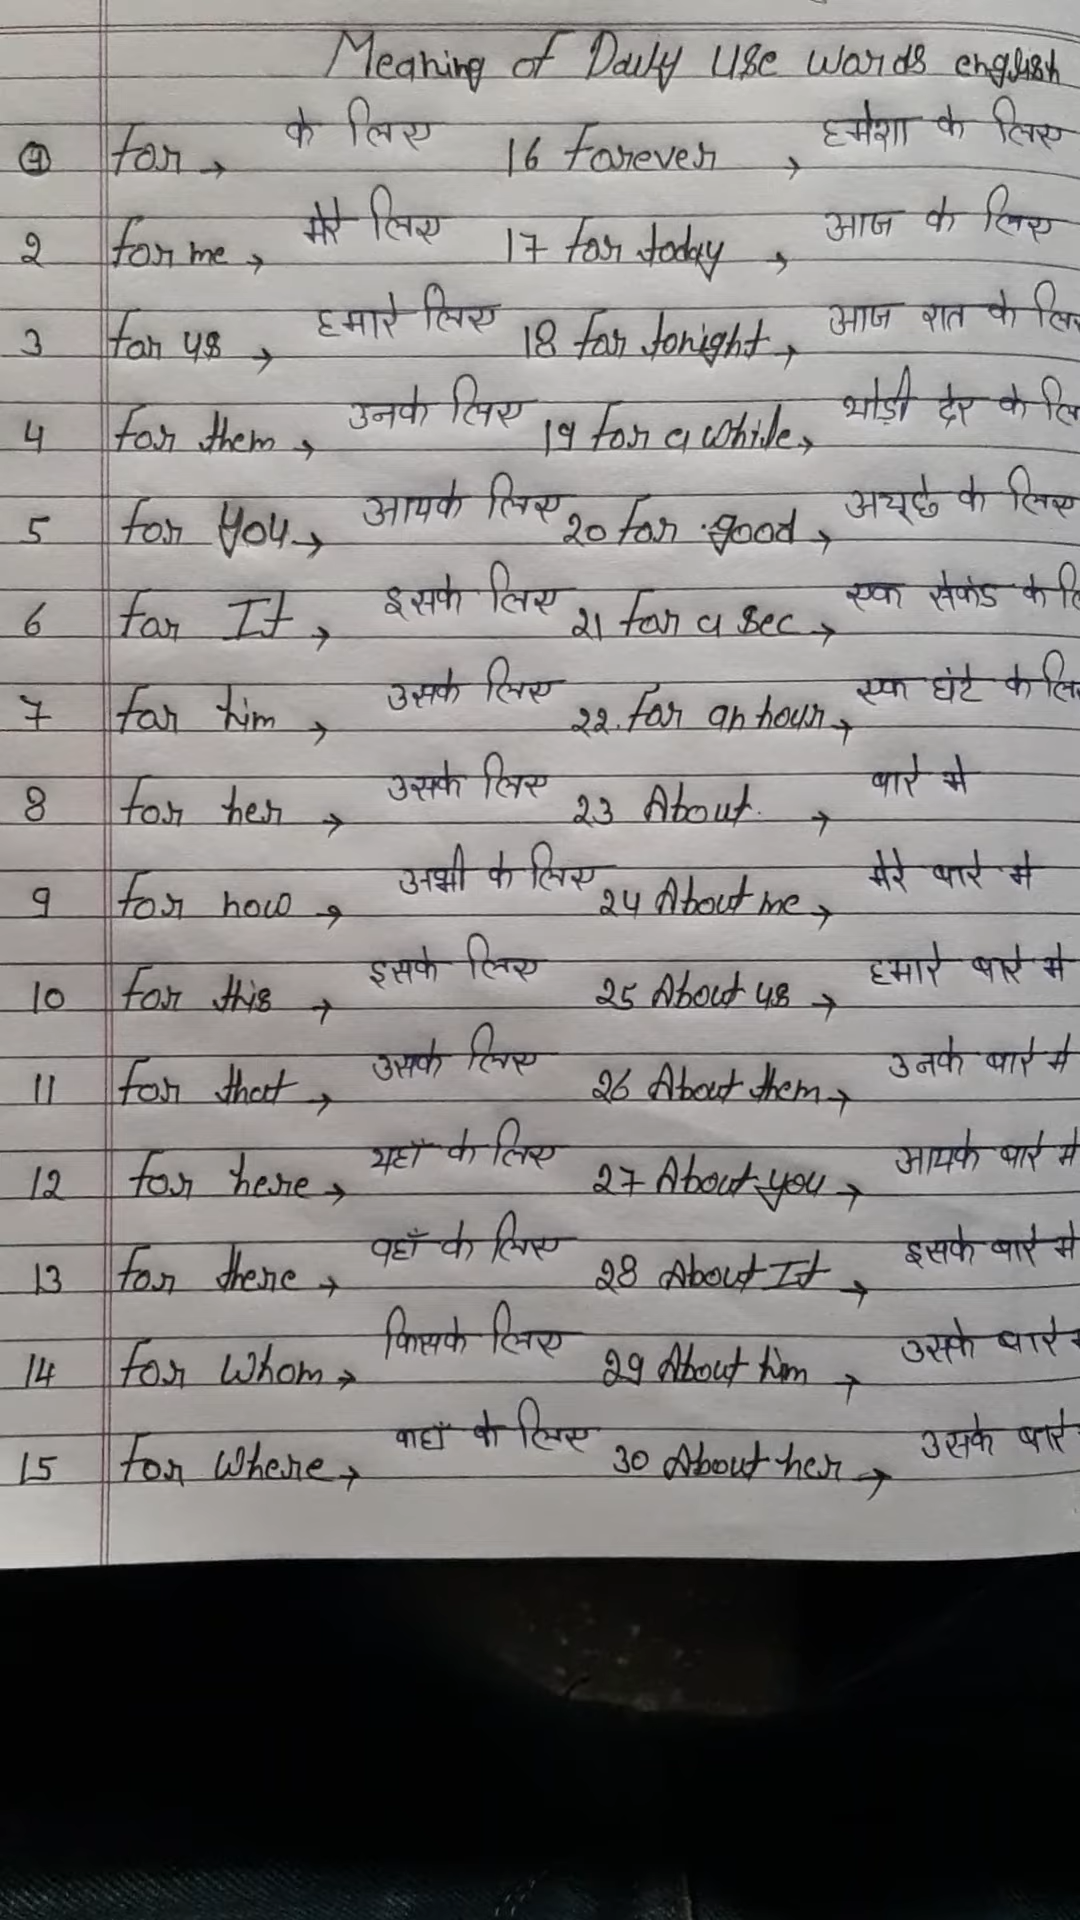 Meaning of Daily Use Words english
1 for → के लिए 16 forever → हमेशा के लिए
2 for me → मेरे लिए 17 for today → आज के लिए
3 for us → हमारे लिए 18 for tonight → आज रात के
4 for them → उनके लिए 19 for a while → थोड़ी देर के
5 for you → आपके लिए 20 for good → अच्छे के लिए
6 for It → इसके लिए 21 for a sec → एक सेकंड के
7 for him → उसके लिए 22. for an hour → एक घंटे के
8 for her → उसके लिए 23 About. → बारे मे
9 for now → अभी के लिए 24 About me → मेरे बारे मे
10 for this → इसके लिए 25 About us → हमारे बारे मे
11 for that → उसके लिए 26 About them → उनके बारे मे
12 for here → यहाँ के लिए 27 About you → आपके बारे मे
13 for there → वहाँ के लिए 28 About It → इसके बारे मे
14 for whom → किसके लिए 29 About him → उसके बारे
15 for where → कहाँ के लिए 30 About her → उसके बारे